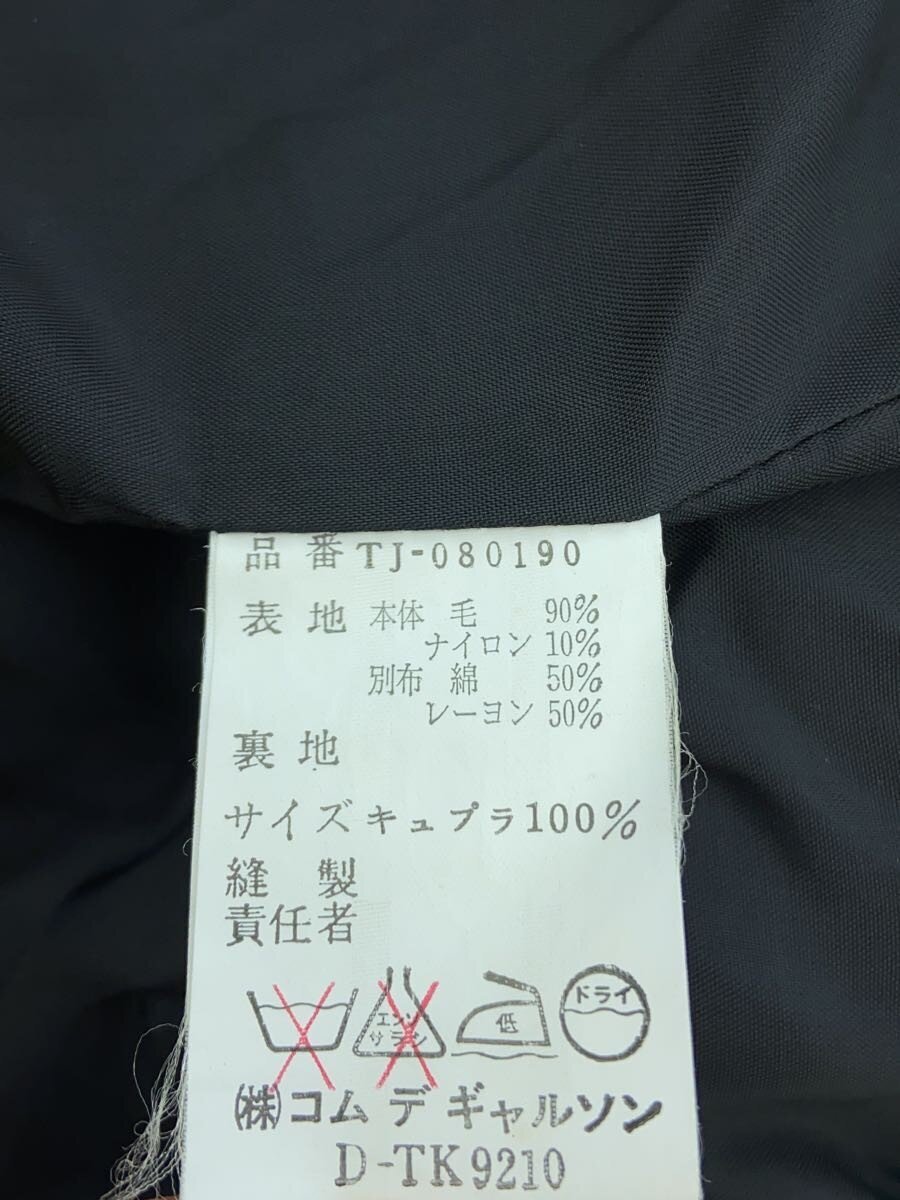 品番 TJ-080190
表地 本体 毛 90%
ナイロン 10%
別布 綿 50%
レーヨン 50%
裏地
サイズ キュプラ100%
縫製
責任者
エンソサラシ 低 ドライ
㈱コム デ ギャルソン
D-TK9210